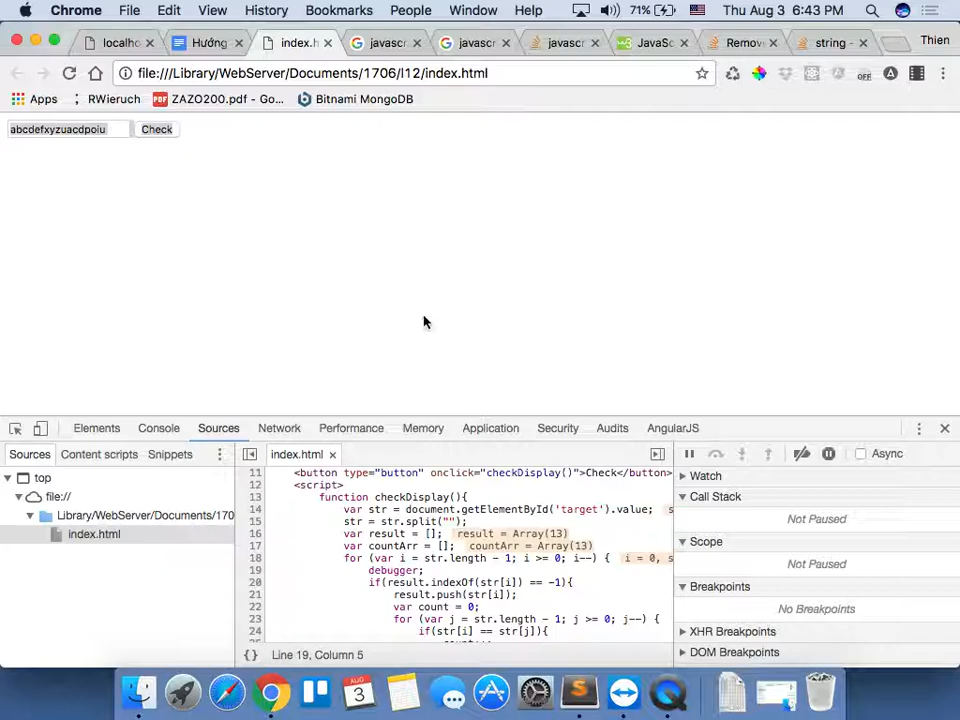 Chrome File Edit View History Bookmarks People Window Help 71% Thu Aug 3 6:43 PM
localho Hướng index.h javascr javascr javascr JavaSc Remov string - Thien
file:///Library/WebServer/Documents/1706/l12/index.html OFF
Apps RWieruch PDF ZAZO200.pdf - Go... Bitnami MongoDB
abcdefxyzuacdpoiu Check
Elements Console Sources Network Timeline Performance Memory Application Security Audits AngularJS
Sources Content scripts Snippets index.html Async
top
file://
Library/WebServer/Documents/170
index.html
11 <button type="button" onclick="checkDisplay()">Check</button>
12 <script>
13 function checkDisplay(){
14 var str = document.getElementById('target').value; s
15 str = str.split("");
16 var result = []; result = Array(13)
17 var countArr = []; countArr = Array(13)
18 for (var i = str.length - 1; i >= 0; i--) { i = 0, s
19 debugger;
20 if(result.indexOf(str[i]) == -1){
21 result.push(str[i]);
22 var count = 0;
23 for (var j = str.length - 1; j >= 0; j--) {
24 if(str[i] == str[j]){
{} Line 19, Column 5
Watch
Call Stack
Not Paused
Scope
Not Paused
Breakpoints
No Breakpoints
XHR Breakpoints
DOM Breakpoints
AUG
3